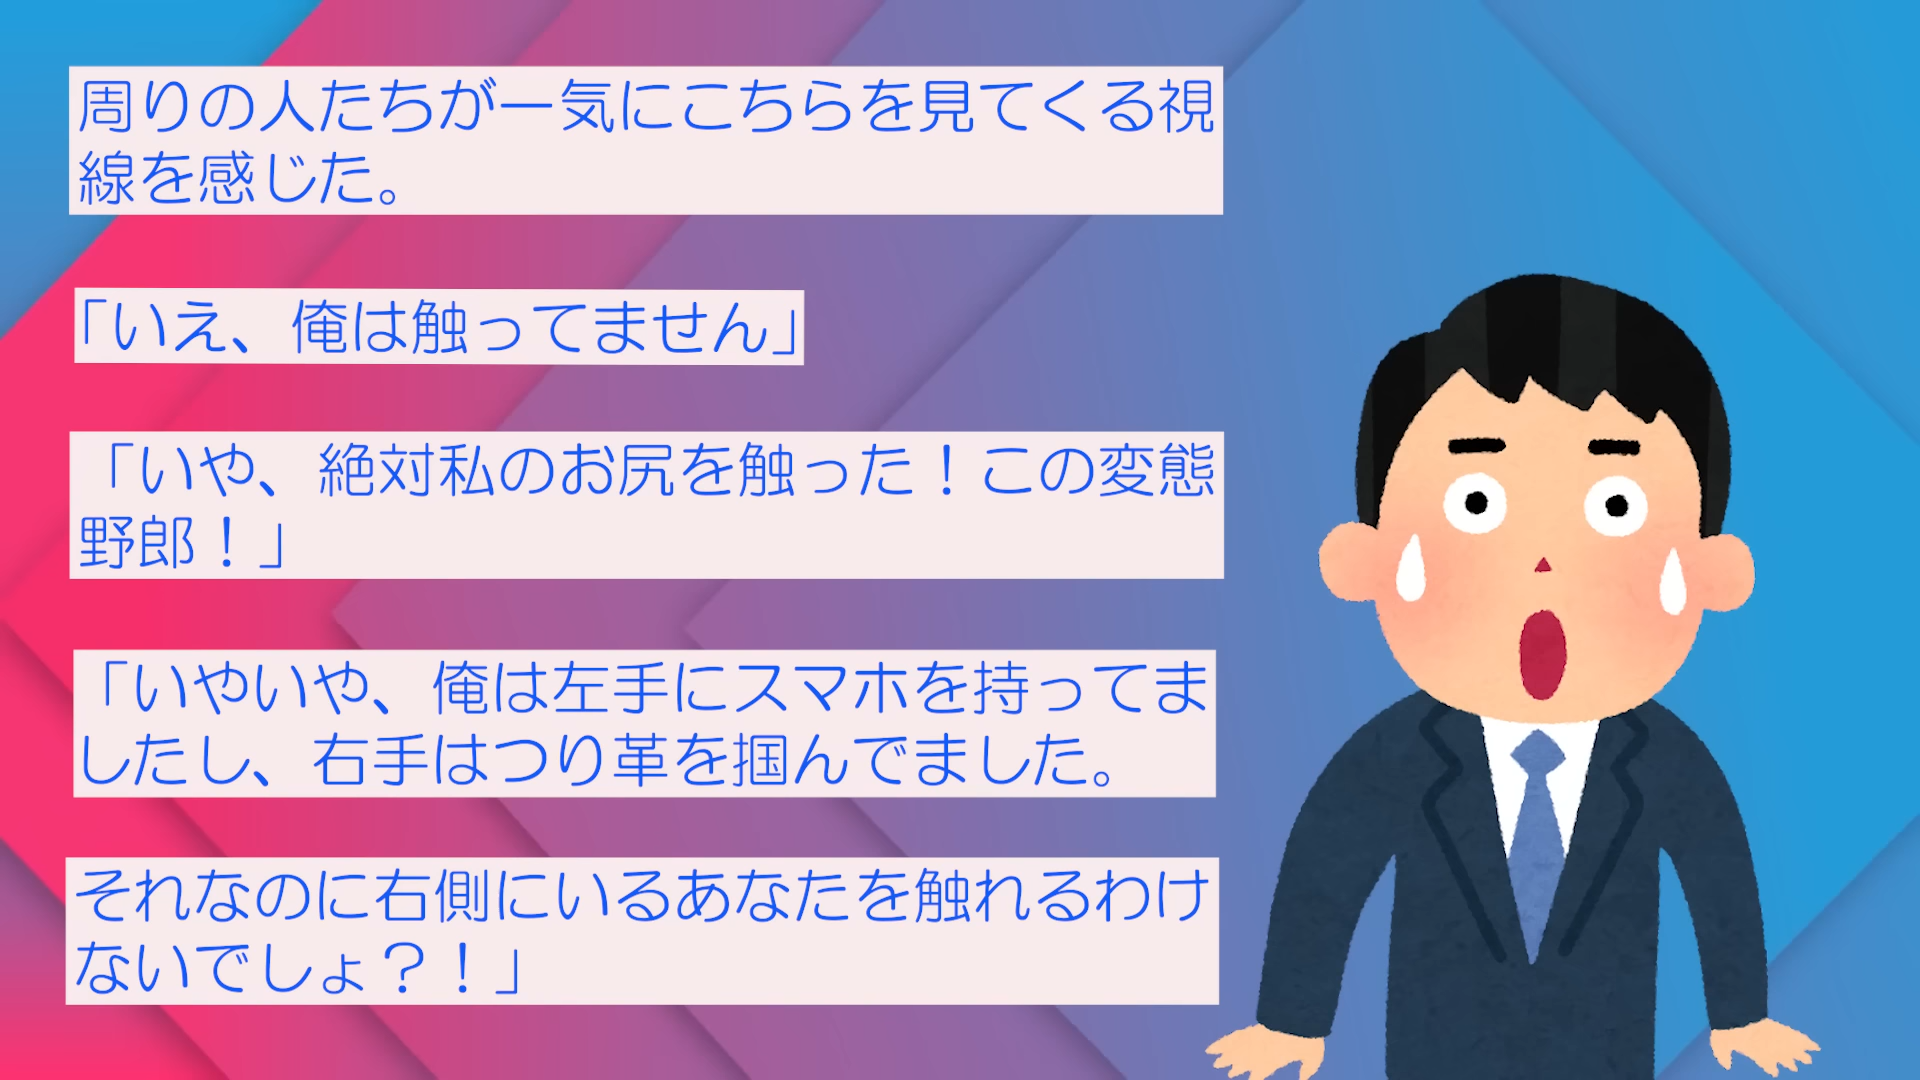 周りの人たちが一気にこちらを見てくる視
線を感じた。
「いえ、俺は触ってません」
「いや、絶対私のお尻を触った！この変態
野郎！」
「いやいや、俺は左手にスマホを持ってま
したし、右手はつり革を掴んでました。
それなのに右側にいるあなたを触れるわけ
ないでしょ？！」